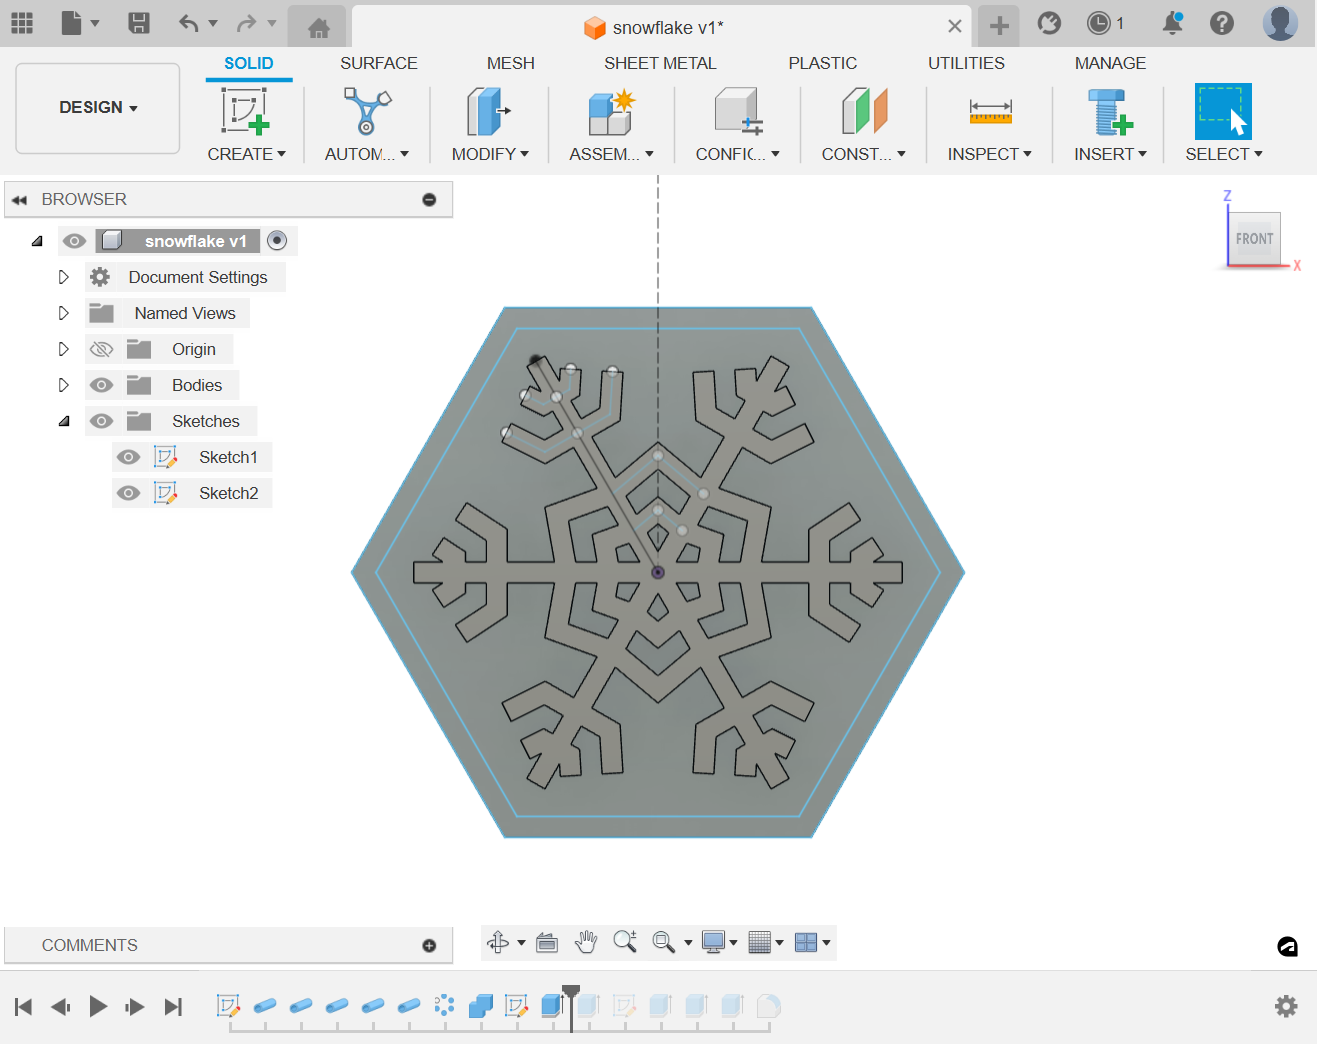 snowflake v1*
1
SOLID SURFACE MESH SHEET METAL PLASTIC UTILITIES MANAGE
DESIGN
CREATE AUTOM... MODIFY ASSEM... CONFIG... CONST... INSPECT INSERT SELECT
BROWSER
snowflake v1
Document Settings
Named Views
Origin
Bodies
Sketches
Sketch1
Sketch2
Z
FRONT
X
COMMENTS